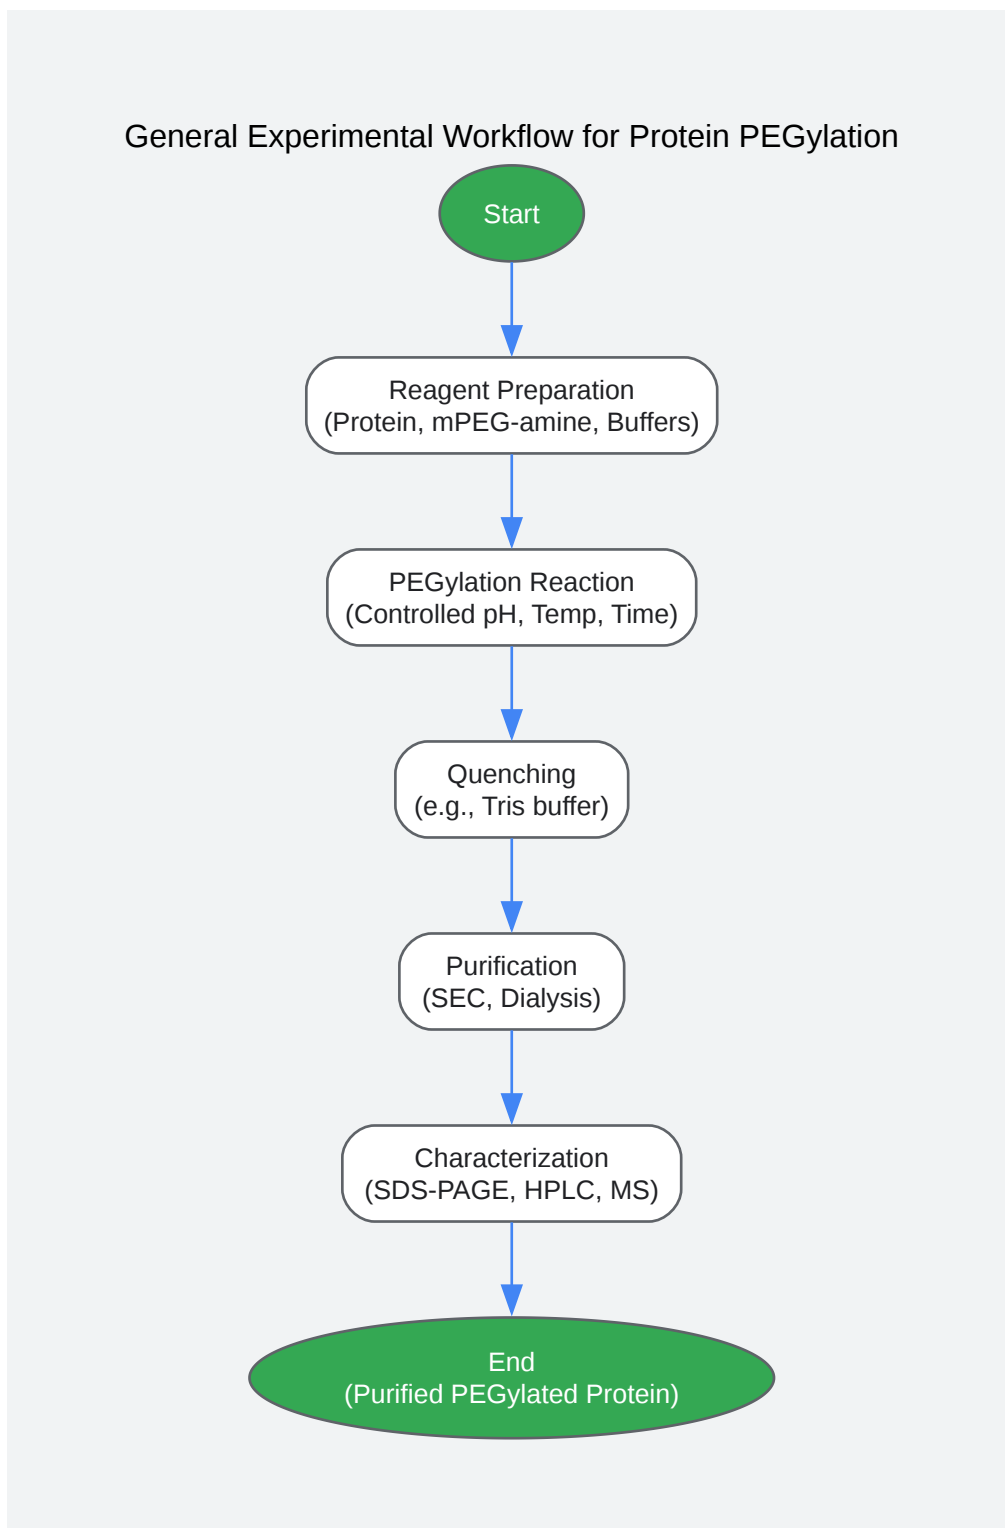 General Experimental Workflow for Protein PEGylation
Start
Reagent Preparation
(Protein, mPEG-amine, Buffers)
PEGylation Reaction
(Controlled pH, Temp, Time)
Quenching
(e.g., Tris buffer)
Purification
(SEC, Dialysis)
Characterization
(SDS-PAGE, HPLC, MS)
End
(Purified PEGylated Protein)